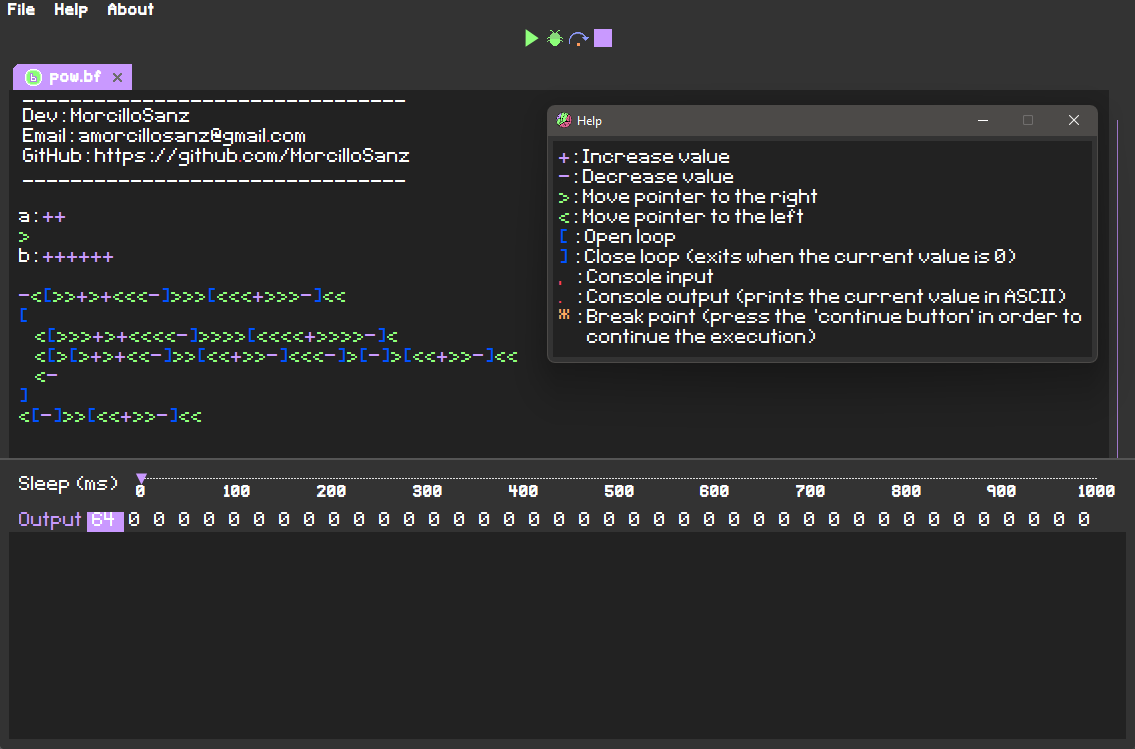 File Help About
pow.bf ×
________________________________
Dev:MorcilloSanz
Email:amorcillosanz@gmail.com
GitHub:https://github.com/MorcilloSanz
--------------------------------
a:++
>
b:++++++
-<[>>+>+<<<-]>>>[<<<+>>>-]<<
[
<[>>>+>+<<<<-]>>>>[<<<<+>>>>-]<
<[>[>+>+<<-]>>[<<+>>-]<<<-]>[-]>[<<+>>-]<<
<-
]
<[-]>>[<<+>>-]<<
Help
+:Increase value
-:Decrease value
>:Move pointer to the right
<:Move pointer to the left
[ :Open loop
] :Close loop (exits when the current value is 0)
, :Console input
. :Console output (prints the current value in ASCII)
* :Break point (press the 'continue button' in order to
continue the execution)
Sleep (ms) 0 100 200 300 400 500 600 700 800 900 1000
Output 64 0 0 0 0 0 0 0 0 0 0 0 0 0 0 0 0 0 0 0 0 0 0 0 0 0 0 0 0 0 0 0 0 0 0 0 0 0 0 0